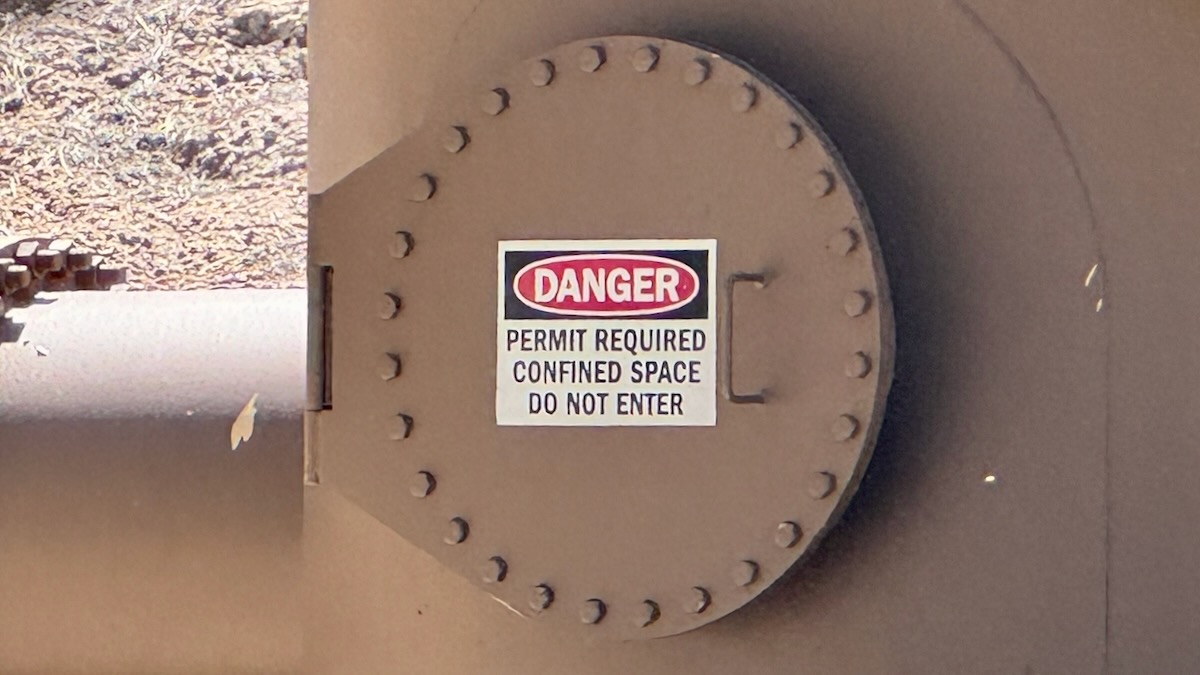 DANGER
PERMIT REQUIRED
CONFINED SPACE
DO NOT ENTER